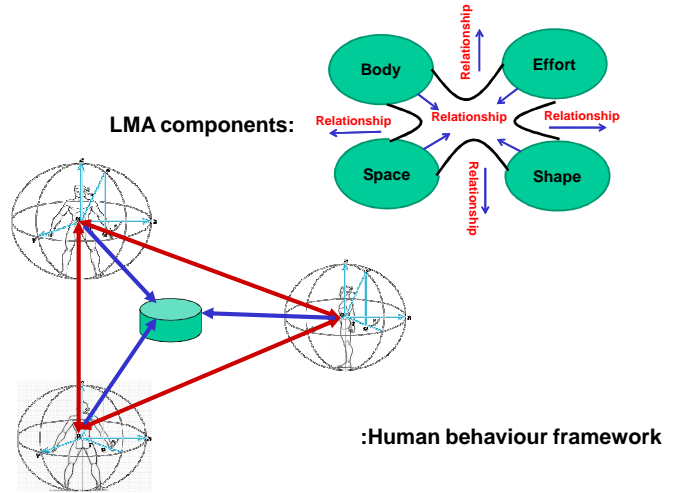 Relationship
Body
Effort
LMA components:
Relationship
Relationship
Relationship
Space
Shape
Relationship
:Human behaviour framework